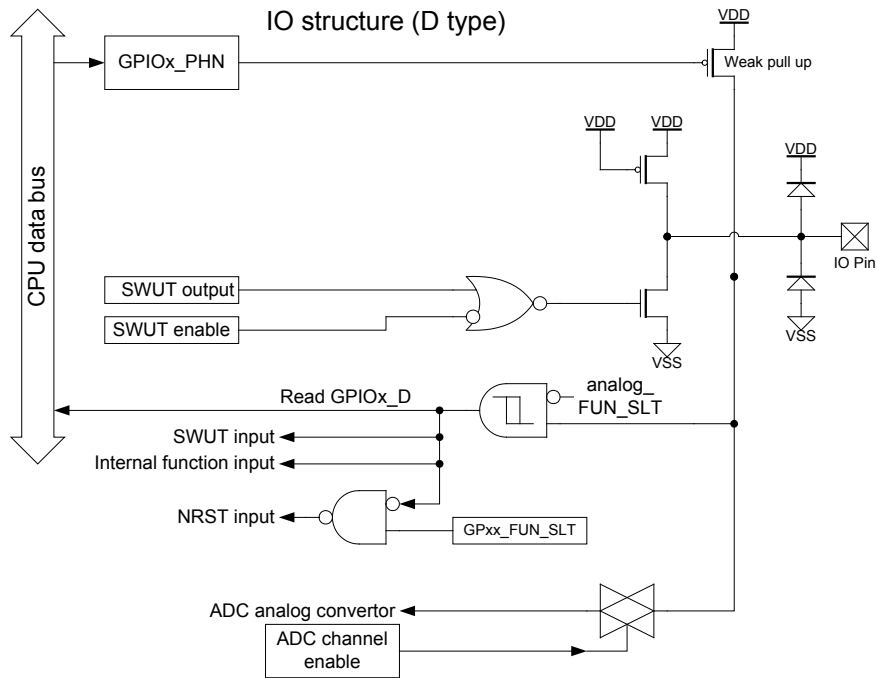 IO structure (D type)
VDD
GPIOx_PHN
Weak pull up
VDD
VDD
VDD
CPU data bus
IO Pin
SWUT output
SWUT enable
VSS
VSS
Read GPIOx_D
analog_
FUN_SLT
SWUT input
Internal function input
NRST input
GPxx_FUN_SLT
ADC analog convertor
ADC channel
enable